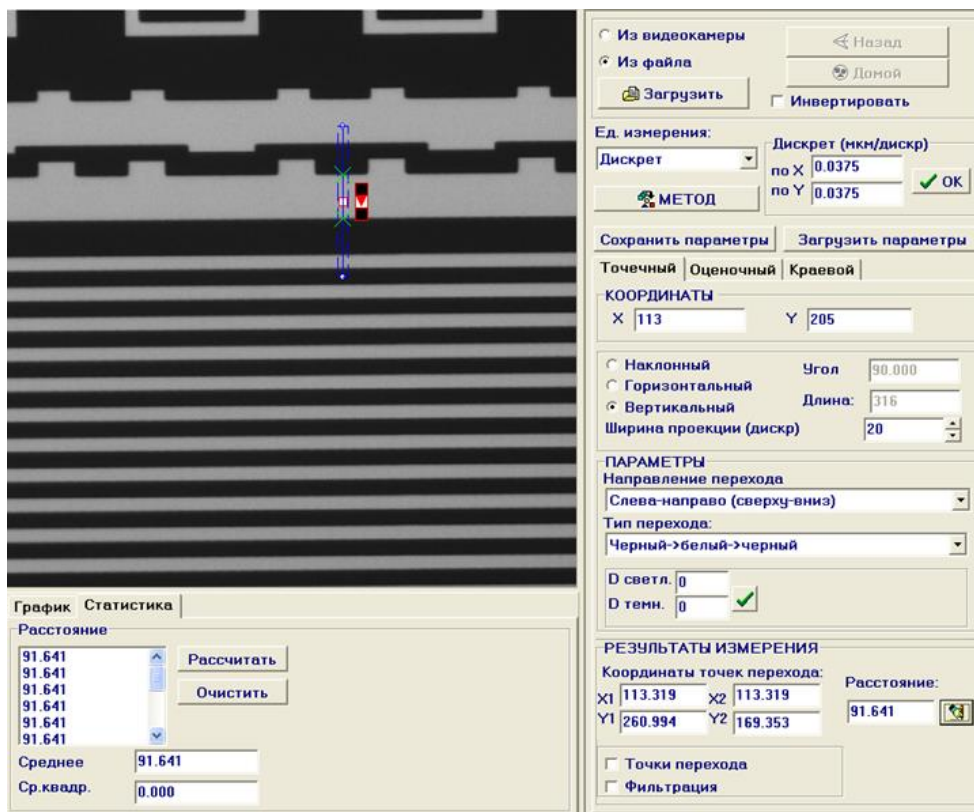 Из видеокамеры
Назад
Из файла
Домой
Загрузить
Инвертировать
Ед. измерения:
Дискрет (мкм/дискр)
Дискрет
по X 0.0375
OK
по Y 0.0375
МЕТОД
Сохранить параметры Загрузить параметры
Точечный Оценочный Краевой
КООРДИНАТЫ
X 113 Y 205
Наклонный Угол 90.000
Горизонтальный
Вертикальный Длина: 316
Ширина проекции (дискр) 20
ПАРАМЕТРЫ
Направление перехода
Слева-направо (сверху-вниз)
Тип перехода:
Черный->белый->черный
D светл. 0
D темн. 0
График Статистика
Расстояние
91.641
91.641
91.641
91.641
91.641
91.641
Рассчитать
Очистить
Среднее 91.641
Ср.квадр. 0.000
РЕЗУЛЬТАТЫ ИЗМЕРЕНИЯ
Координаты точек перехода:
Расстояние:
X1 113.319 X2 113.319
Y1 260.994 Y2 169.353
91.641
Точки перехода
Фильтрация